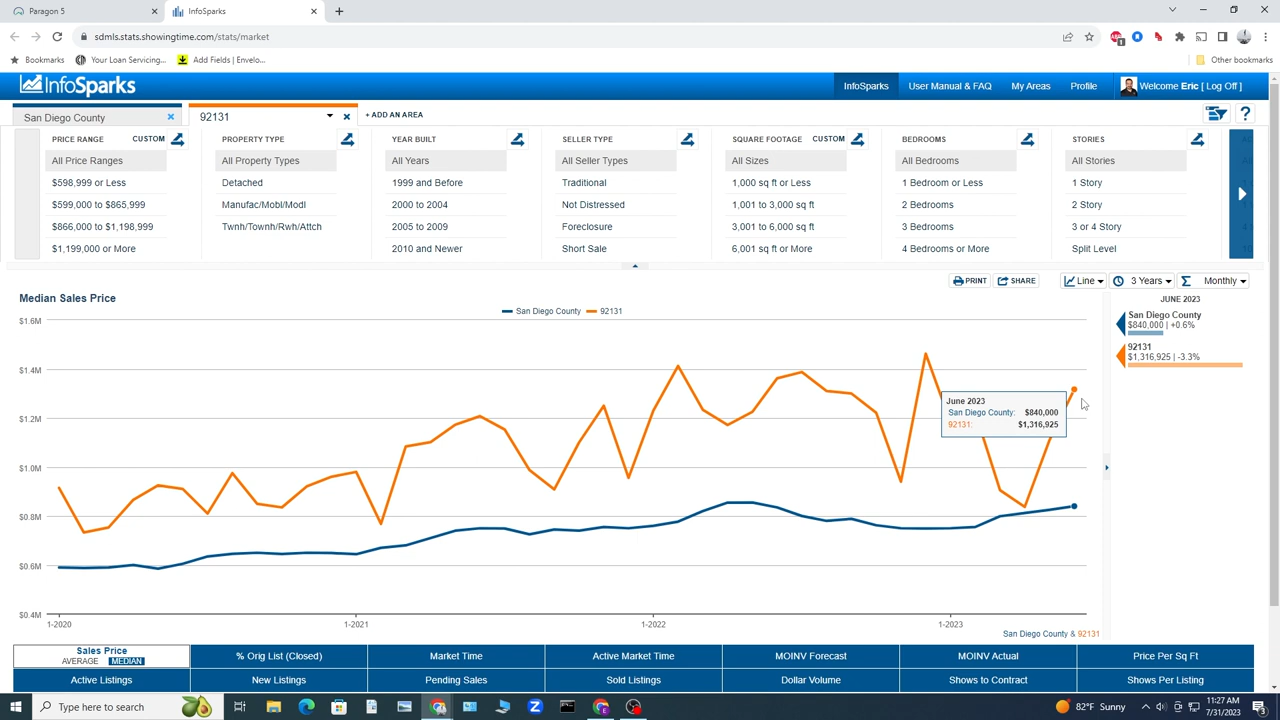 Paragon 5
InfoSparks
sdmls.stats.showingtime.com/stats/market
Bookmarks
Your Loan Servicing...
Add Fields | Envelo...
Other bookmarks
InfoSparks
InfoSparks
User Manual & FAQ
My Areas
Profile
Welcome Eric [ Log Off ]
San Diego County
92131
+ ADD AN AREA
?
PRICE RANGE CUSTOM
PROPERTY TYPE
YEAR BUILT
SELLER TYPE
SQUARE FOOTAGE CUSTOM
BEDROOMS
STORIES
All Price Ranges
All Property Types
All Years
All Seller Types
All Sizes
All Bedrooms
All Stories
$598,999 or Less
Detached
1999 and Before
Traditional
1,000 sq ft or Less
1 Bedroom or Less
1 Story
$599,000 to $865,999
Manufac/Mobl/Modl
2000 to 2004
Not Distressed
1,001 to 3,000 sq ft
2 Bedrooms
2 Story
$866,000 to $1,198,999
Twnh/Townh/Rwh/Attch
2005 to 2009
Foreclosure
3,001 to 6,000 sq ft
3 Bedrooms
3 or 4 Story
$1,199,000 or More
2010 and Newer
Short Sale
6,001 sq ft or More
4 Bedrooms or More
Split Level
PRINT
SHARE
Line
3 Years
Σ Monthly
Median Sales Price
San Diego County 92131
JUNE 2023
San Diego County
$840,000 | +0.6%
92131
$1,316,925 | -3.3%
$1.6M
$1.4M
$1.2M
$1.0M
$0.8M
$0.6M
$0.4M
June 2023
San Diego County: $840,000
92131: $1,316,925
1-2020
1-2021
1-2022
1-2023
San Diego County & 92131
Sales Price
AVERAGE MEDIAN
% Orig List (Closed)
Market Time
Active Market Time
MOINV Forecast
MOINV Actual
Price Per Sq Ft
Active Listings
New Listings
Pending Sales
Sold Listings
Dollar Volume
Shows to Contract
Shows Per Listing
Type here to search
82°F Sunny
11:27 AM
7/31/2023